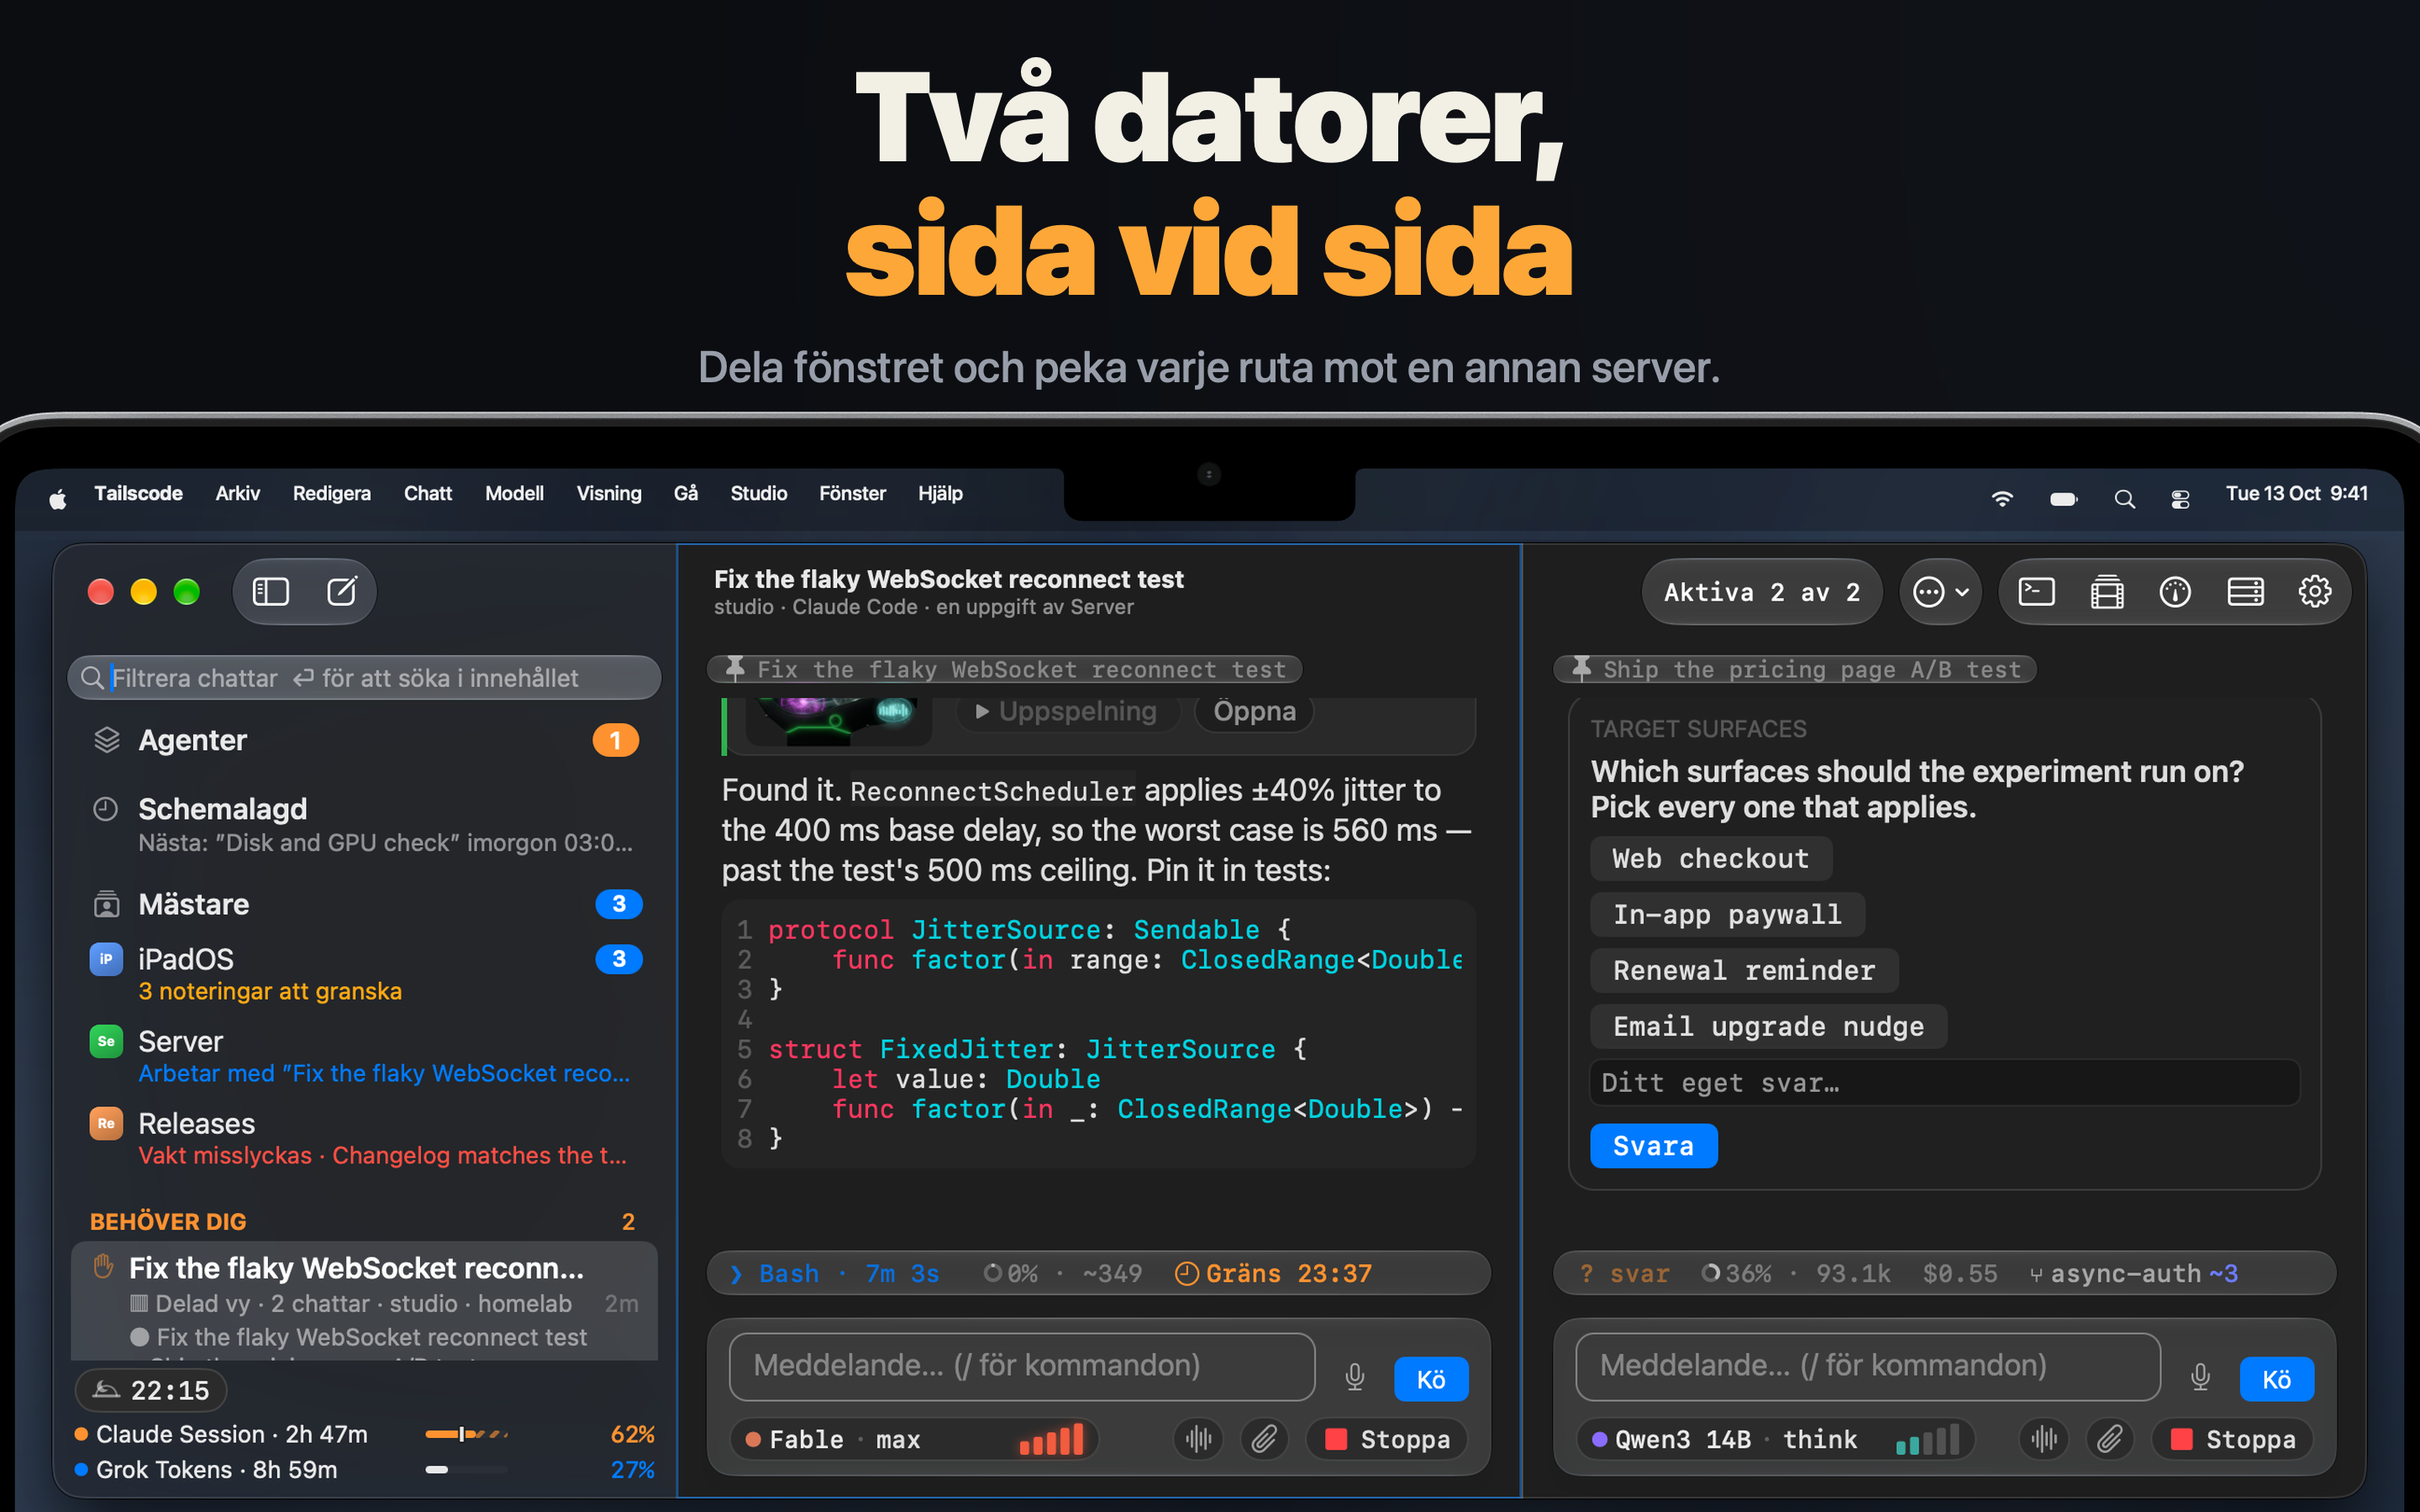 Två datorer,
sida vid sida
Dela fönstret och peka varje ruta mot en annan server.
Tailscode Arkiv Redigera Chatt Modell Visning Gå Studio Fönster Hjälp
Tue 13 Oct 9:41
Filtrera chattar ⏎ för att söka i innehållet
Agenter 1
Schemalagd
Nästa: "Disk and GPU check" imorgon 03:0…
Mästare 3
iP iPadOS 3
3 noteringar att granska
Se Server
Arbetar med "Fix the flaky WebSocket reco…
Re Releases
Vakt misslyckas · Changelog matches the t…
BEHÖVER DIG 2
Fix the flaky WebSocket reconn…
Delad vy · 2 chattar · studio · homelab 2m
Fix the flaky WebSocket reconnect test
22:15
Claude Session · 2h 47m 62%
Grok Tokens · 8h 59m 27%
Fix the flaky WebSocket reconnect test
studio · Claude Code · en uppgift av Server
Fix the flaky WebSocket reconnect test
Uppspelning Öppna
Found it. ReconnectScheduler applies ±40% jitter to
the 400 ms base delay, so the worst case is 560 ms —
past the test's 500 ms ceiling. Pin it in tests:
1 protocol JitterSource: Sendable {
2 func factor(in range: ClosedRange<Double
3 }
4
5 struct FixedJitter: JitterSource {
6 let value: Double
7 func factor(in _: ClosedRange<Double>) -
8 }
❯ Bash · 7m 3s 0% · ~349 Gräns 23:37
Meddelande... (/ för kommandon) Kö
Fable · max Stoppa
Aktiva 2 av 2
Ship the pricing page A/B test
TARGET SURFACES
Which surfaces should the experiment run on?
Pick every one that applies.
Web checkout
In-app paywall
Renewal reminder
Email upgrade nudge
Ditt eget svar…
Svara
? svar 36% · 93.1k $0.55 async-auth ~3
Meddelande... (/ för kommandon) Kö
Qwen3 14B · think Stoppa